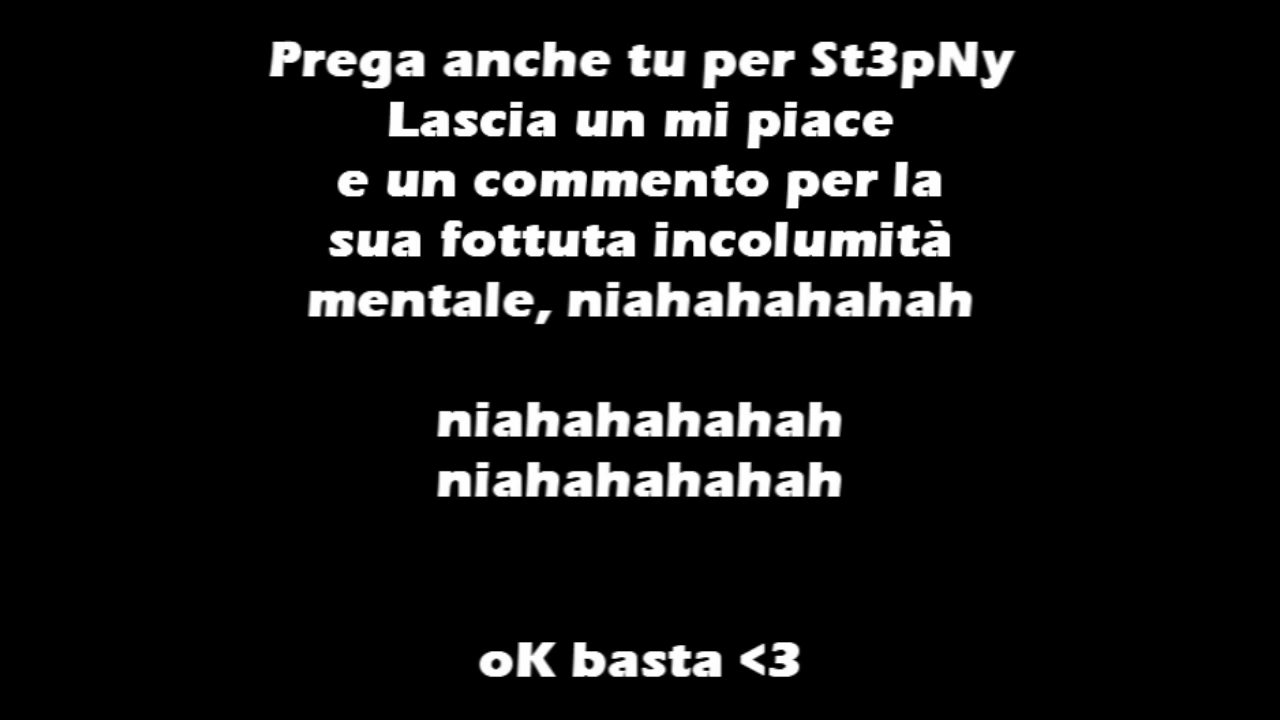 Prega anche tu per St3pNy
Lascia un mi piace
e un commento per la
sua fottuta incolumità
mentale, niahahahahah
niahahahahah
niahahahahah
oK basta <3